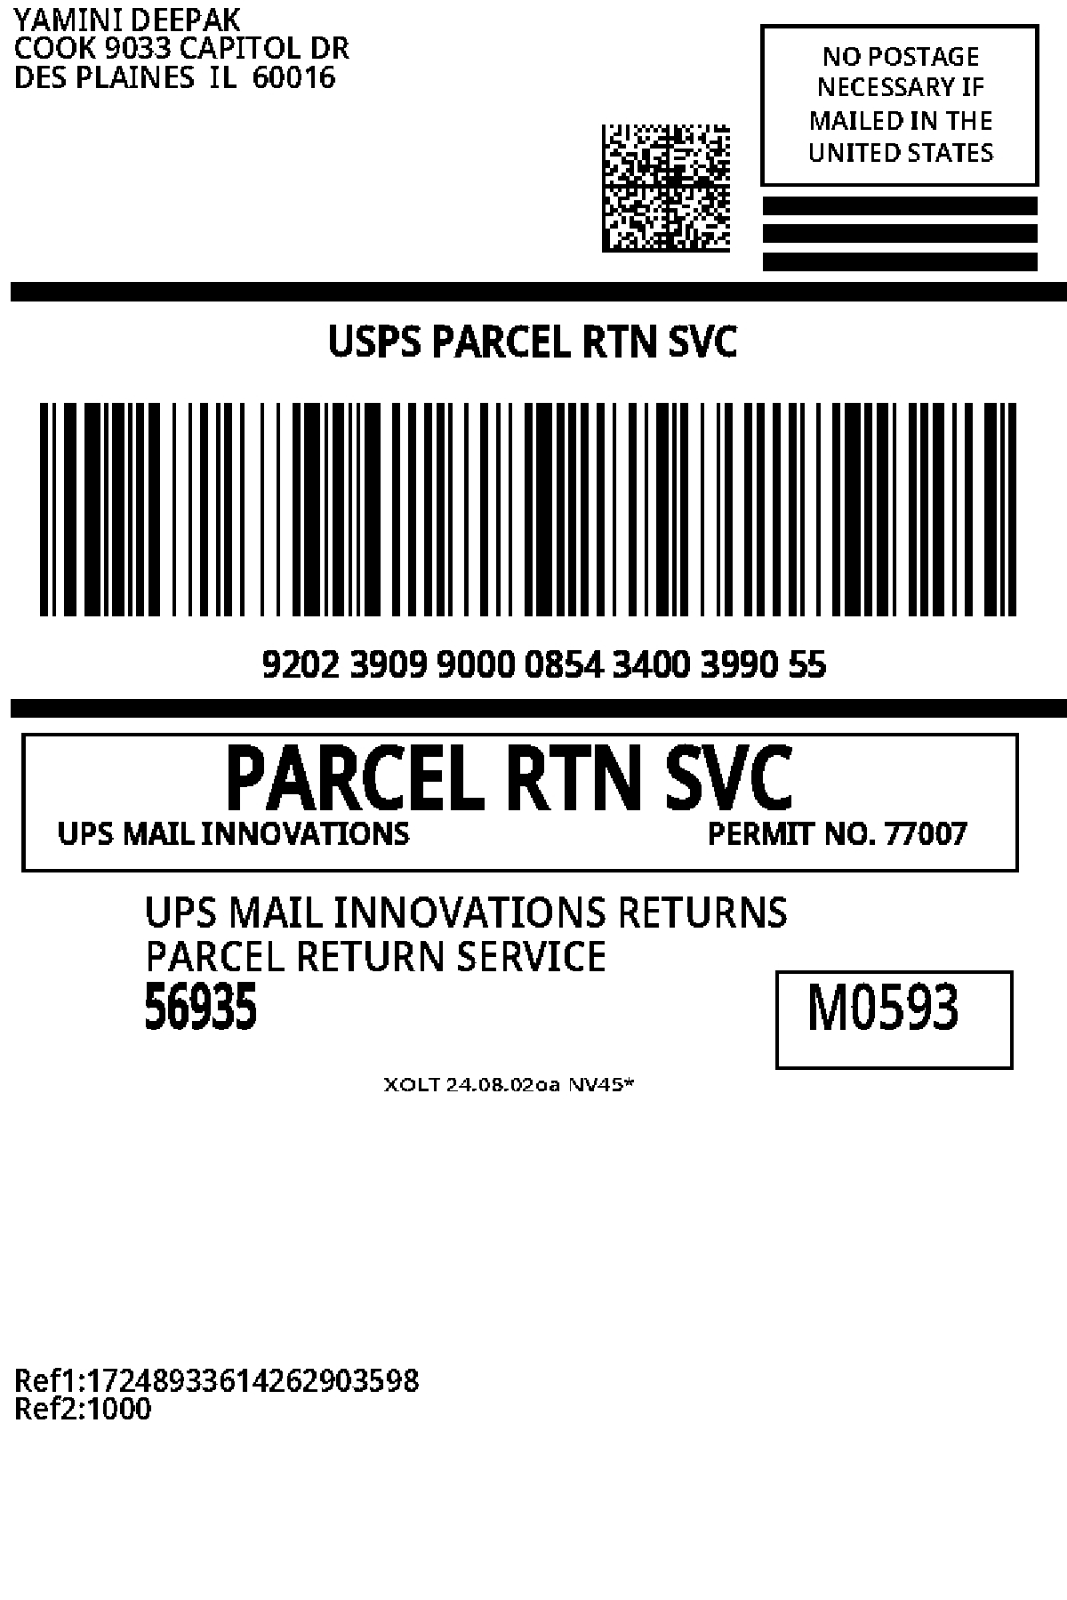 YAMINI DEEPAK
COOK 9033 CAPITOL DR
DES PLAINES  IL  60016
NO POSTAGE
NECESSARY IF
MAILED IN THE
UNITED STATES
USPS PARCEL RTN SVC
9202 3909 9000 0854 3400 3990 55
PARCEL RTN SVC
UPS MAIL INNOVATIONS PERMIT NO. 77007
UPS MAIL INNOVATIONS RETURNS
PARCEL RETURN SERVICE
56935
M0593
XOLT 24.08.02oa NV45*
Ref1:17248933614262903598
Ref2:1000